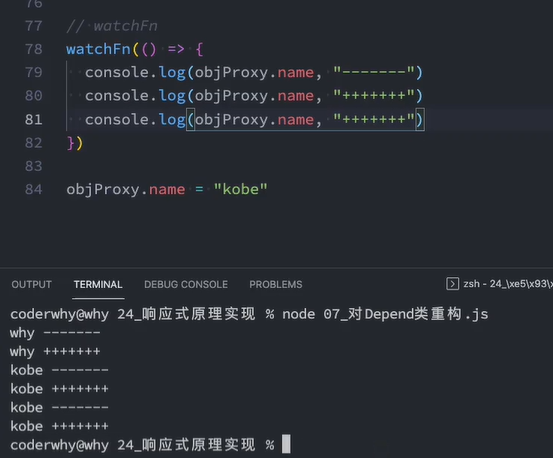 76
77 // watchFn
78 watchFn(() => {
79 console.log(objProxy.name, "-------")
80 console.log(objProxy.name, "+++++++")
81 console.log(objProxy.name, "+++++++")
82 })
83
84 objProxy.name = "kobe"
OUTPUT TERMINAL DEBUG CONSOLE PROBLEMS zsh - 24_\xe5\x93\x
coderwhy@why 24_响应式原理实现 % node 07_对Depend类重构.js
why -------
why +++++++
kobe -------
kobe +++++++
kobe -------
kobe +++++++
coderwhy@why 24_响应式原理实现 %